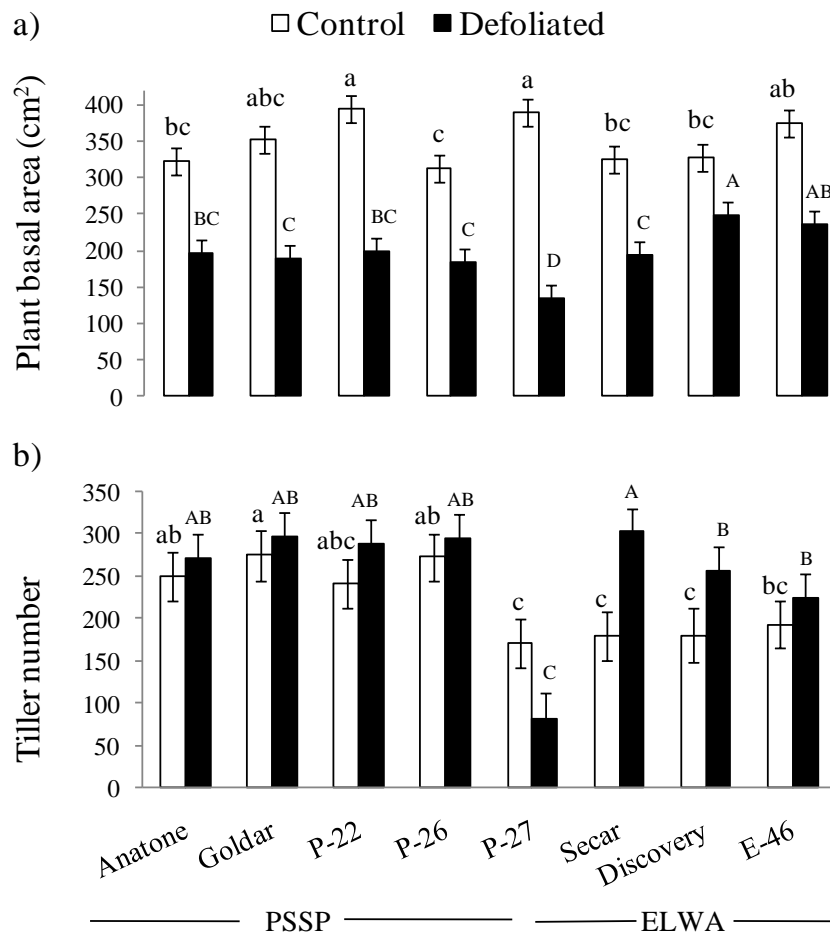 a)
Control Defoliated
Plant basal area (cm²)
400
350
300
250
200
150
100
50
0
bc abc a c a bc bc ab
BC C BC C D C A AB
b)
Tiller number
350
300
250
200
150
100
50
0
ab a abc ab c c c bc
AB AB AB AB C A B B
Anatone Goldar P-22 P-26 P-27 Secar Discovery E-46
PSSP ELWA